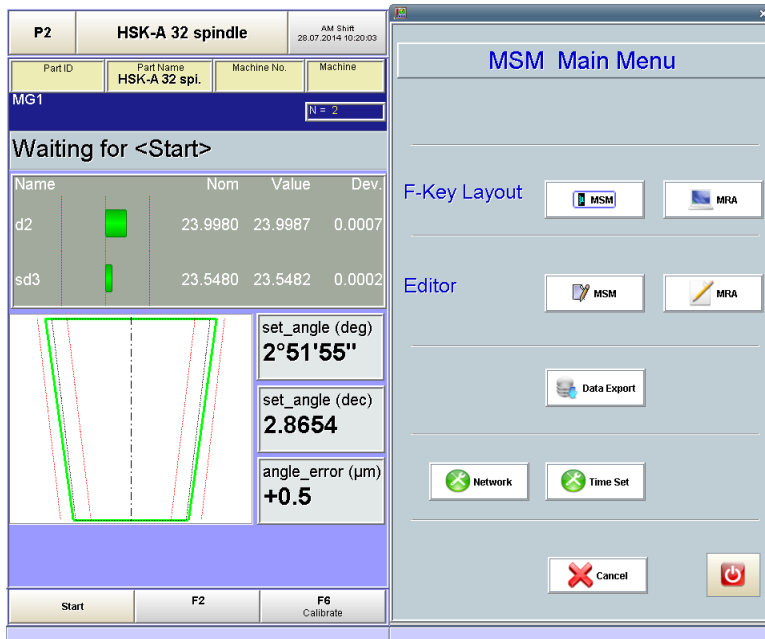 P2
HSK-A 32 spindle
AM Shift
28.07.2014 10:20:03
Part ID
Part Name
HSK-A 32 spi.
Machine No.
Machine
MG1
N = 2
Waiting for <Start>
Name Nom Value Dev.
d2 23.9980 23.9987 0.0007
sd3 23.5480 23.5482 0.0002
set_angle (deg)
2°51'55"
set_angle (dec)
2.8654
angle_error (µm)
+0.5
Start
F2
F6
Calibrate
MSM Main Menu
F-Key Layout
MSM
MRA
Editor
MSM
MRA
Data Export
Network
Time Set
Cancel